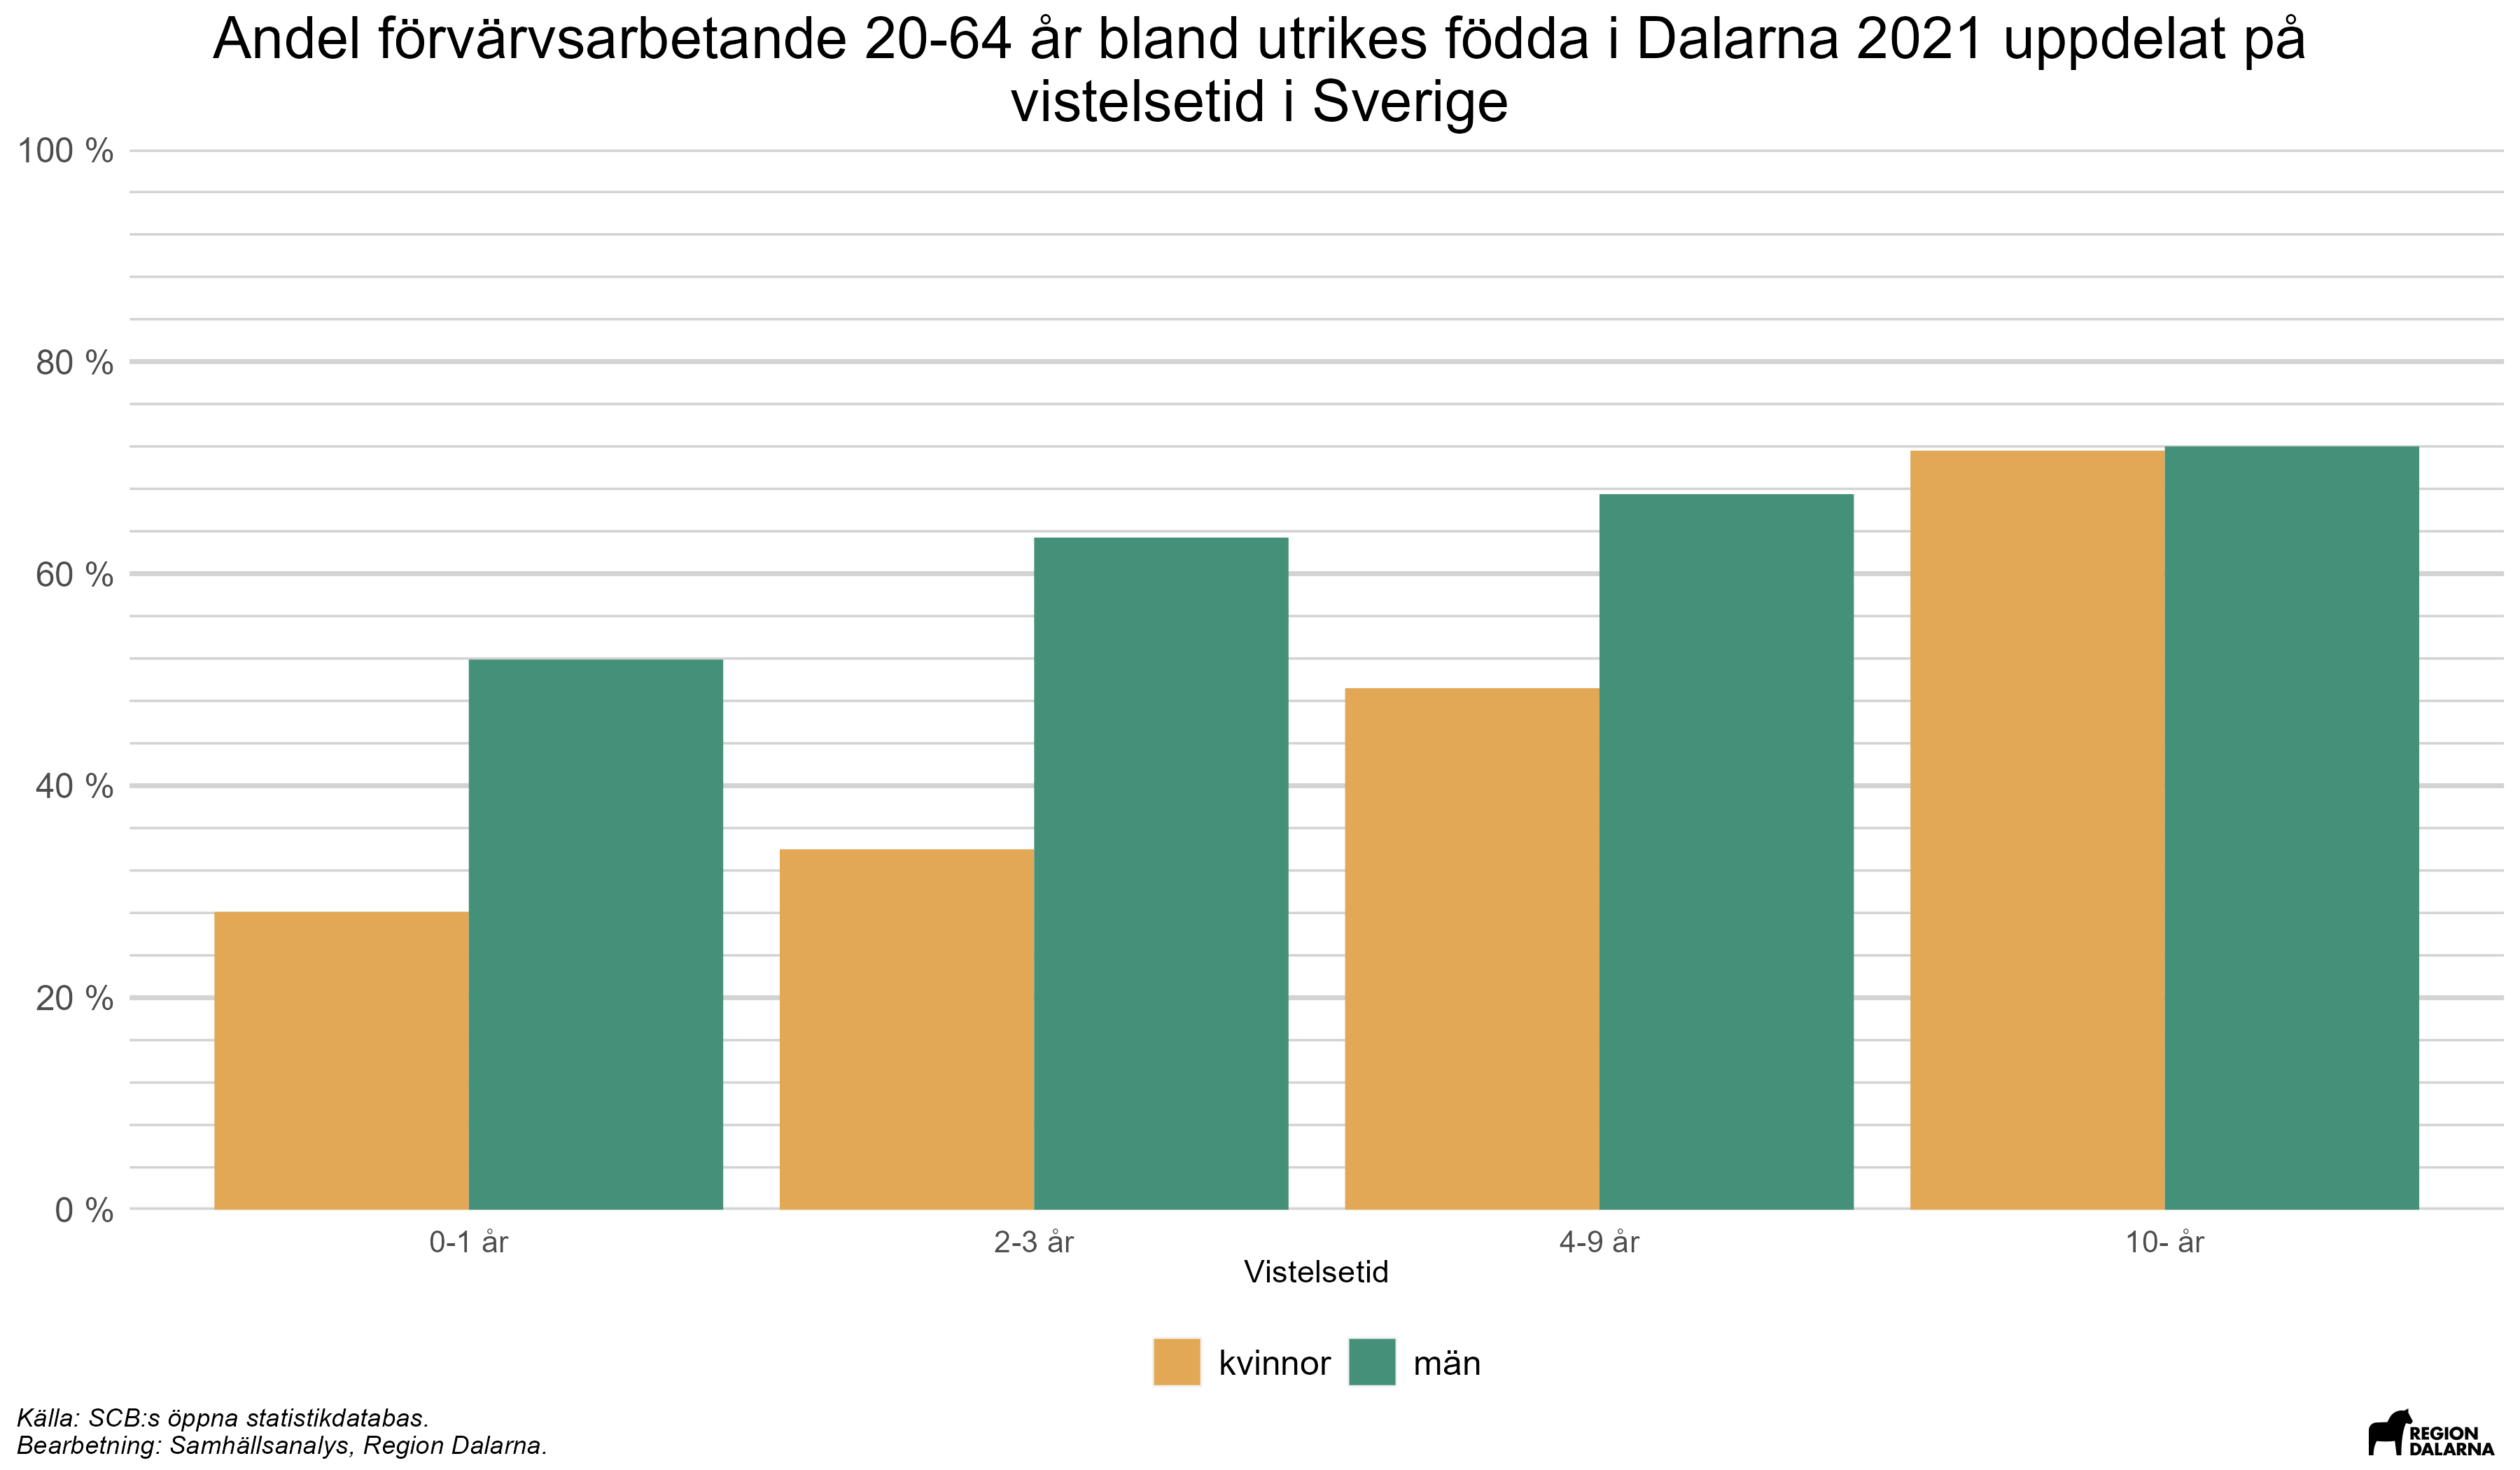 Andel förvärvsarbetande 20-64 år bland utrikes födda i Dalarna 2021 uppdelat på
vistelsetid i Sverige
100 %
80 %
60 %
40 %
20 %
0 %
0-1 år
2-3 år
4-9 år
10- år
Vistelsetid
kvinnor
män
Källa: SCB:s öppna statistikdatabas.
Bearbetning: Samhällsanalys, Region Dalarna.
REGION
DALARNA